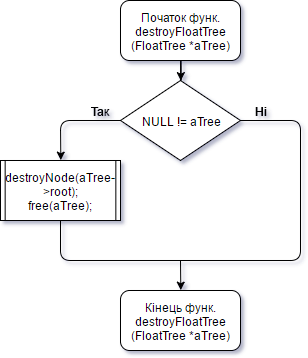 Початок функ.
destroyFloatTree
(FloatTree *aTree)
Так
Ні
NULL != aTree
destroyNode(aTree-
>root);
free(aTree);
Кінець функ.
destroyFloatTree
(FloatTree *aTree)